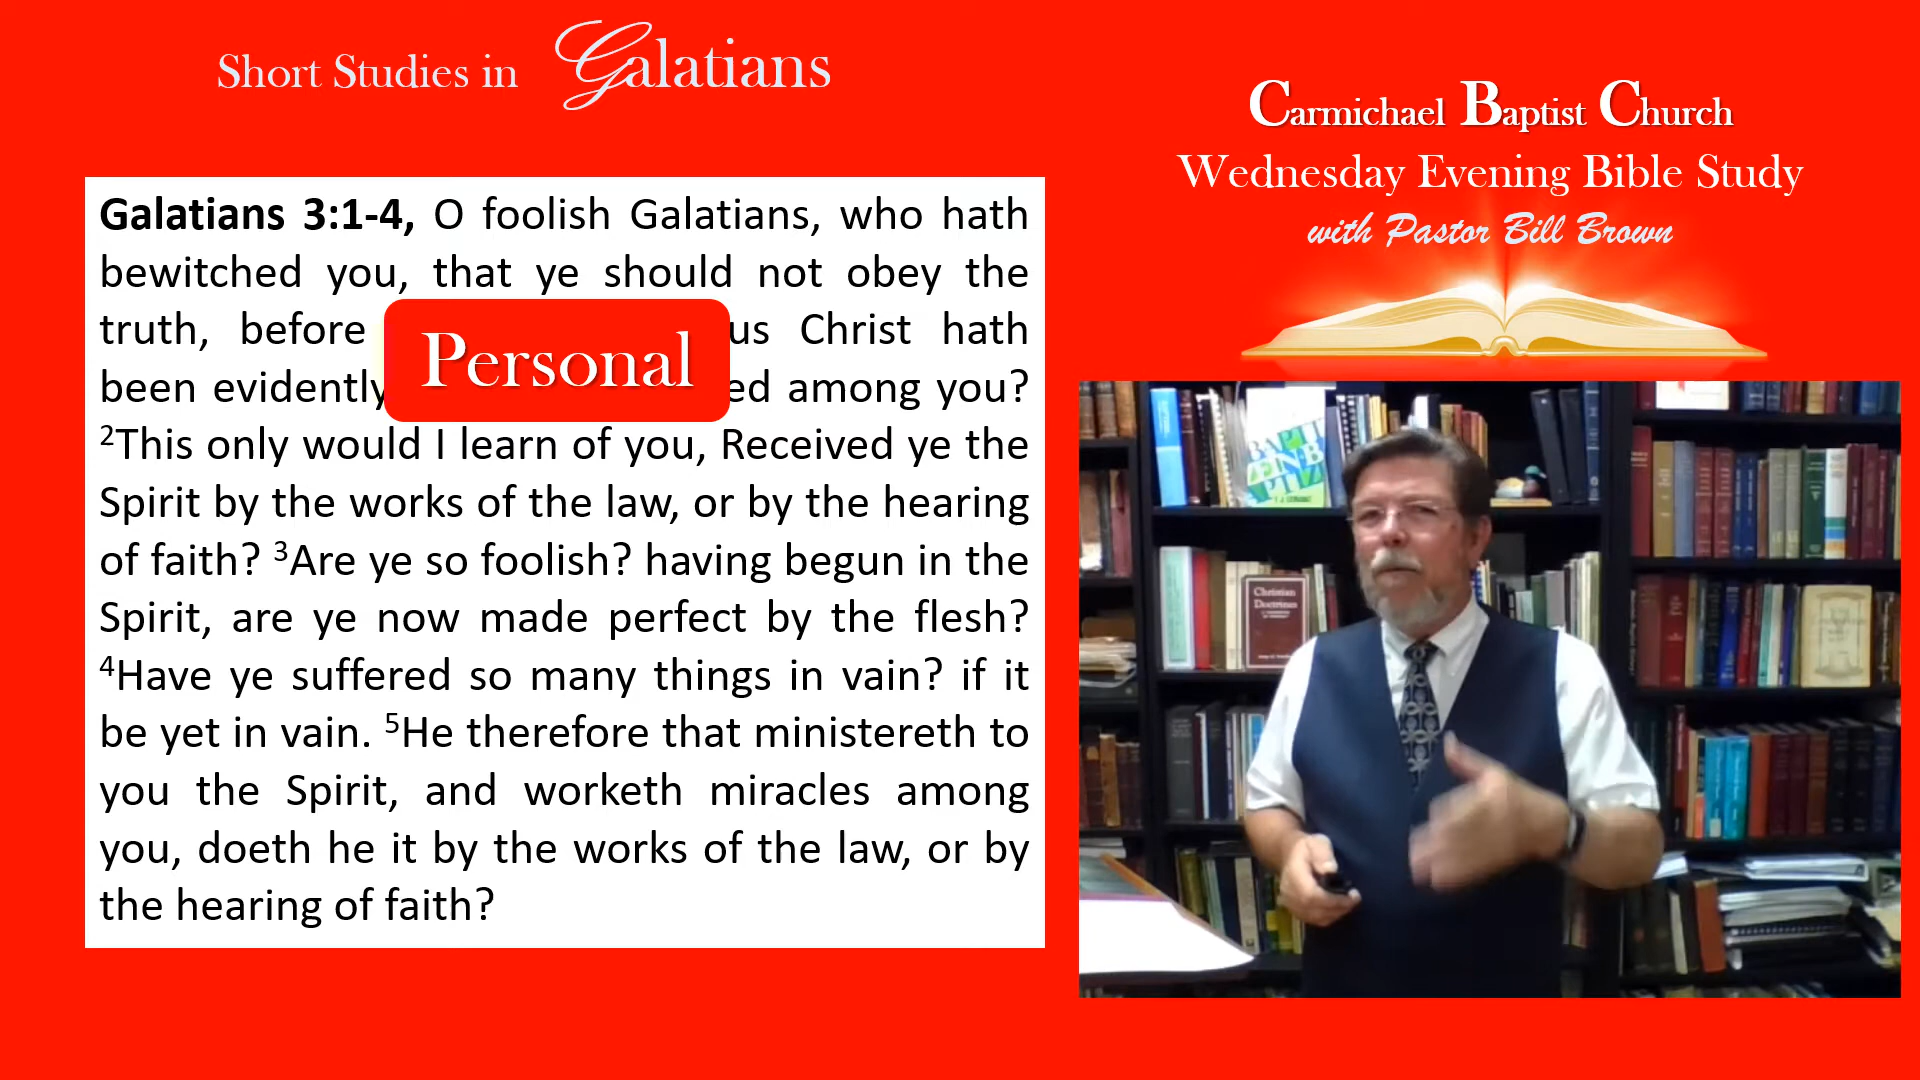 Short Studies in Galatians
Carmichael Baptist Church
Wednesday Evening Bible Study
with Pastor Bill Brown
Galatians 3:1-4, O foolish Galatians, who hath
bewitched you, that ye should not obey the
truth, before us Christ hath
been evidently ed among you?
2This only would I learn of you, Received ye the
Spirit by the works of the law, or by the hearing
of faith? 3Are ye so foolish? having begun in the
Spirit, are ye now made perfect by the flesh?
4Have ye suffered so many things in vain? if it
be yet in vain. 5He therefore that ministereth to
you the Spirit, and worketh miracles among
you, doeth he it by the works of the law, or by
the hearing of faith?
Personal
Christian
Doctrines